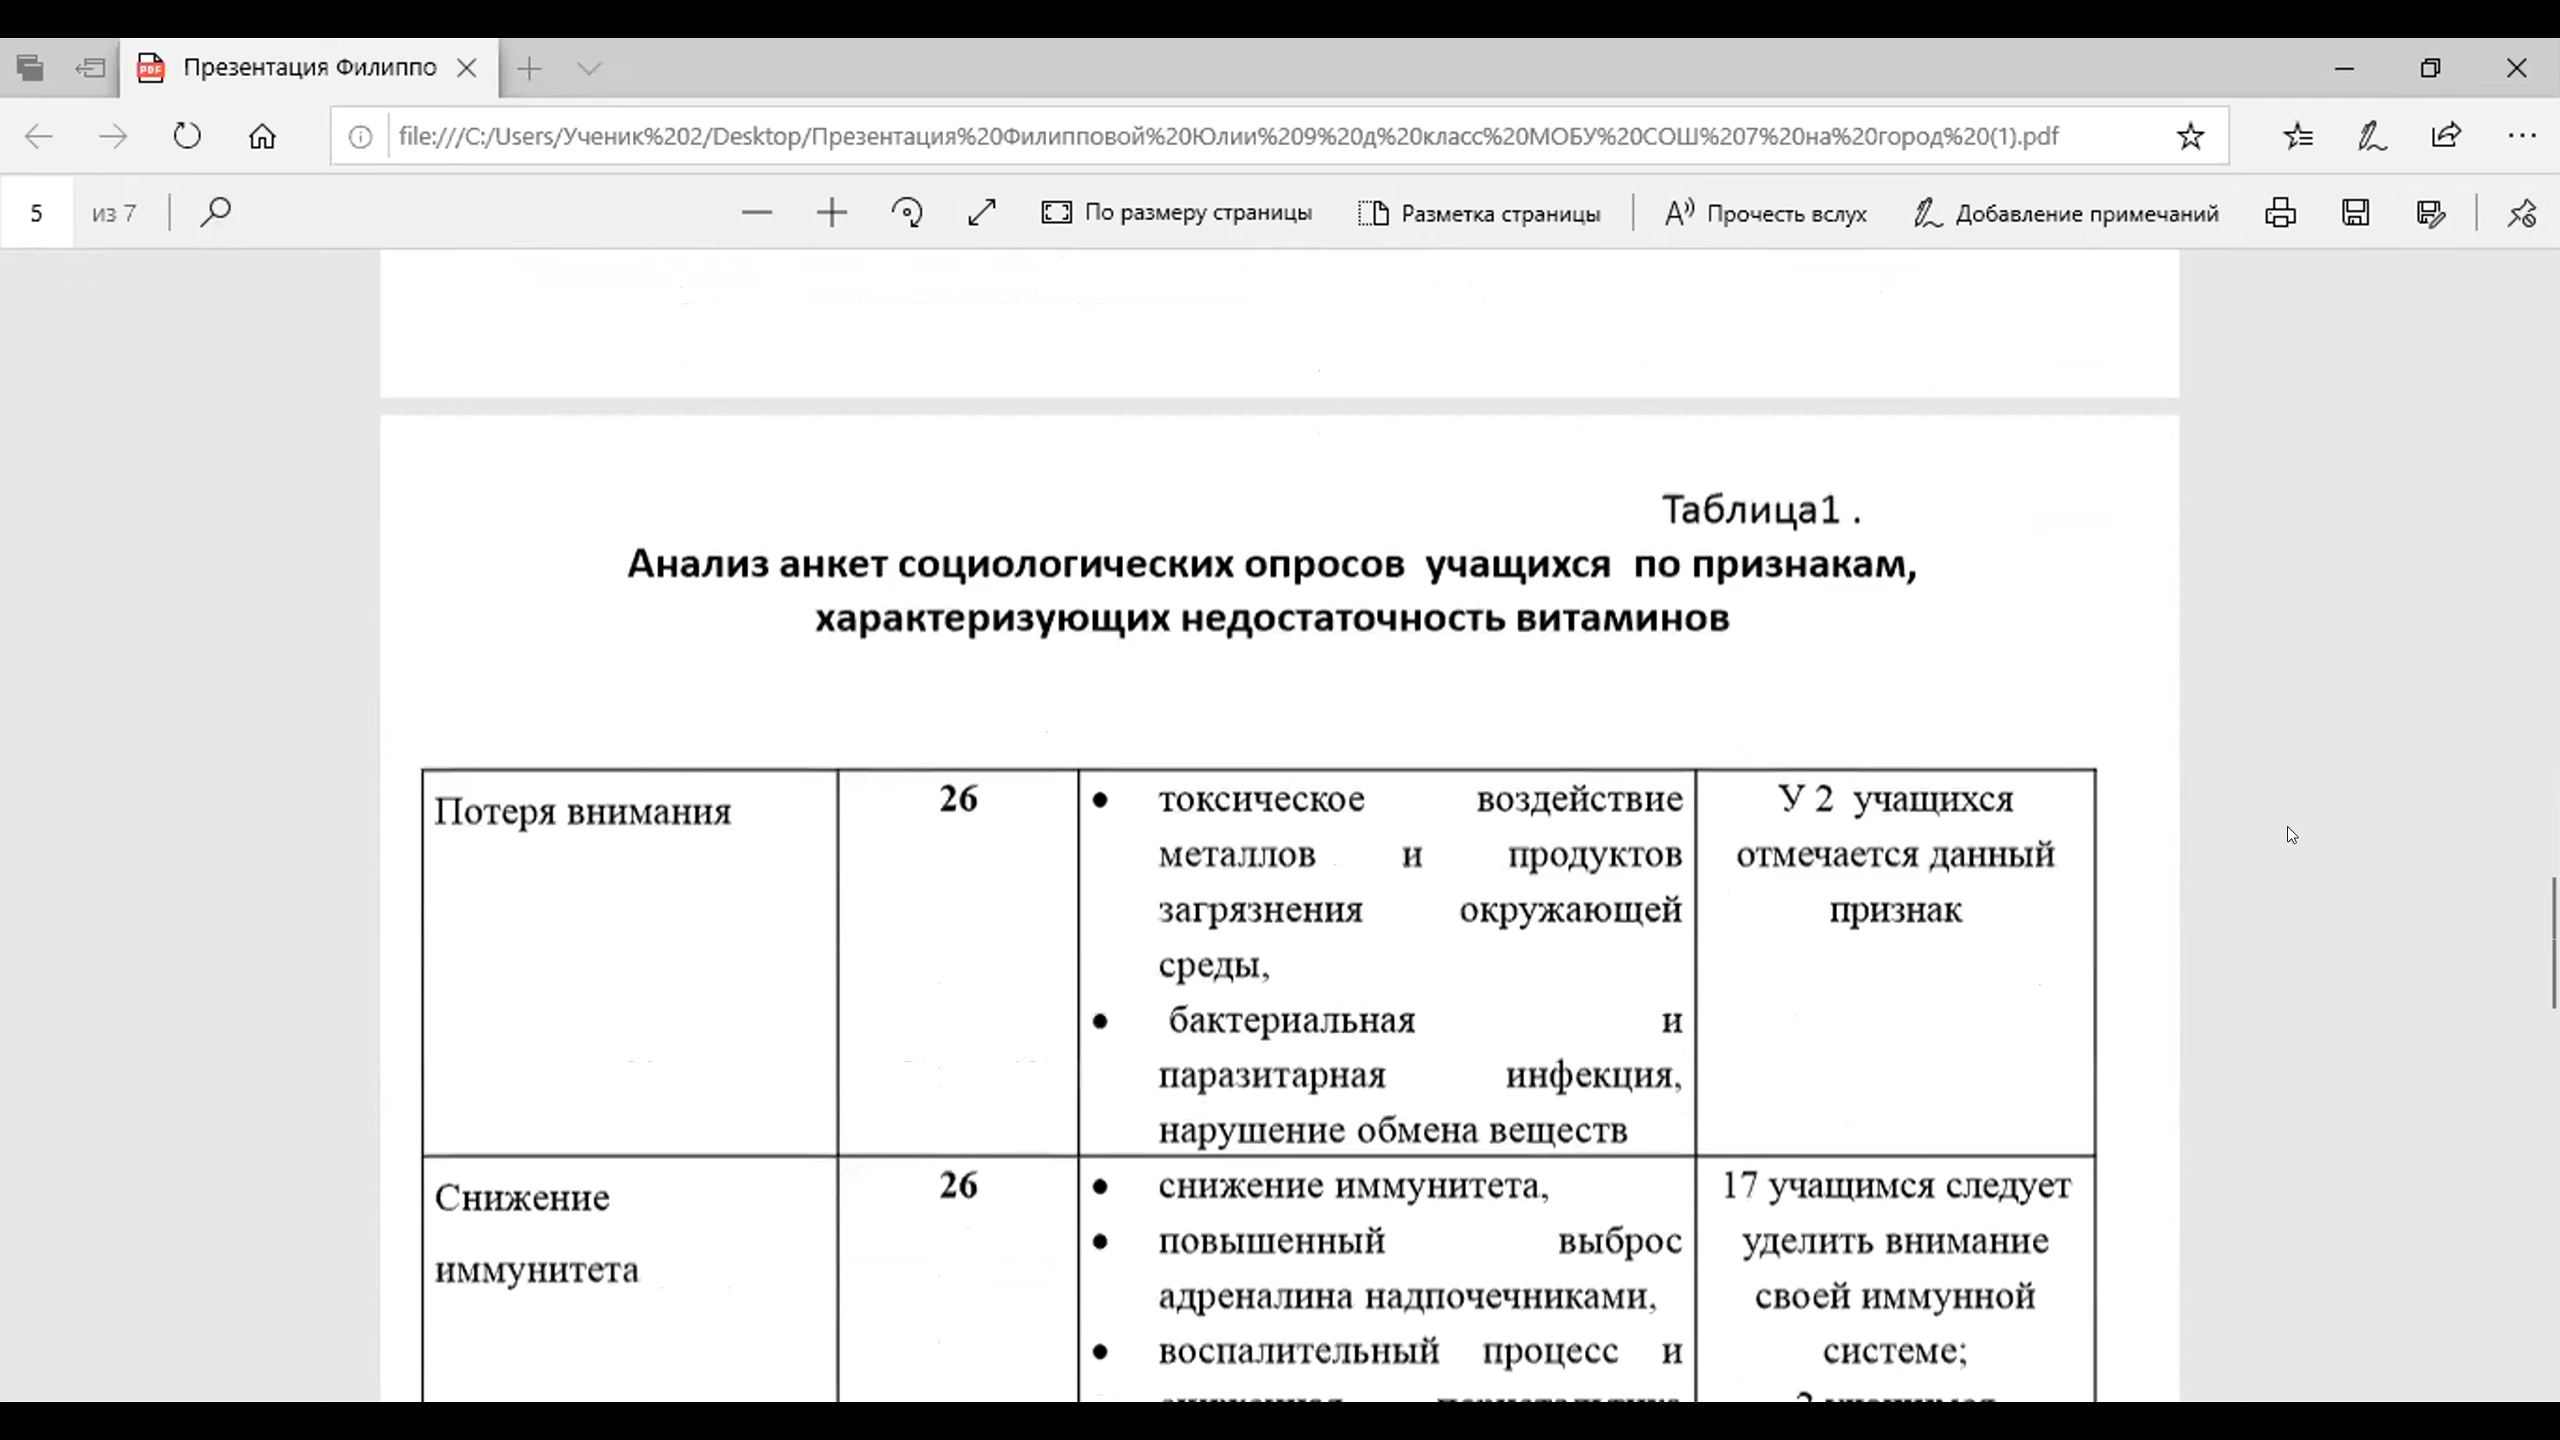 Презентация Филиппо
file:///C:/Users/Ученик%202/Desktop/Презентация%20Филипповой%20Юлии%209%20д%20класс%20МОБУ%20СОШ%207%20на%20город%20(1).pdf
5 из 7
По размеру страницы
Разметка страницы
Прочесть вслух
Добавление примечаний
Таблица1 .
Анализ анкет социологических опросов учащихся по признакам,
характеризующих недостаточность витаминов
Потеря внимания
26
• токсическое воздействие
металлов и продуктов
загрязнения окружающей
среды,
• бактериальная и
паразитарная инфекция,
нарушение обмена веществ
У 2 учащихся
отмечается данный
признак
Снижение
иммунитета
26
• снижение иммунитета,
• повышенный выброс
адреналина надпочечниками,
• воспалительный процесс и
17 учащимся следует
уделить внимание
своей иммунной
системе;